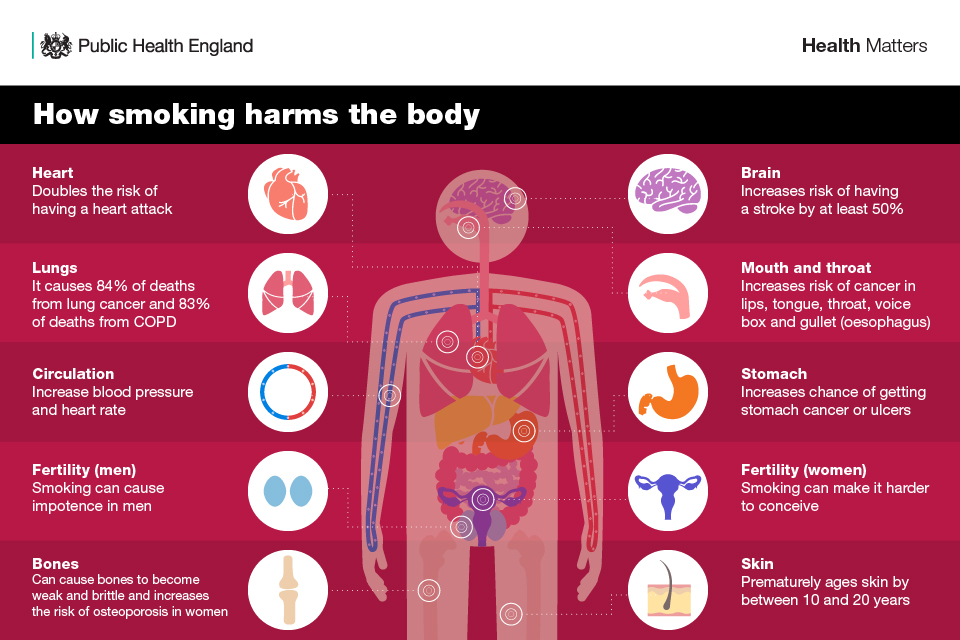 Public Health England
Health Matters
How smoking harms the body
Heart
Doubles the risk of
having a heart attack
Lungs
It causes 84% of deaths
from lung cancer and 83%
of deaths from COPD
Circulation
Increase blood pressure
and heart rate
Fertility (men)
Smoking can cause
impotence in men
Bones
Can cause bones to become
weak and brittle and increases
the risk of osteoporosis in women
Brain
Increases risk of having
a stroke by at least 50%
Mouth and throat
Increases risk of cancer in
lips, tongue, throat, voice
box and gullet (oesophagus)
Stomach
Increases chance of getting
stomach cancer or ulcers
Fertility (women)
Smoking can make it harder
to conceive
Skin
Prematurely ages skin by
between 10 and 20 years